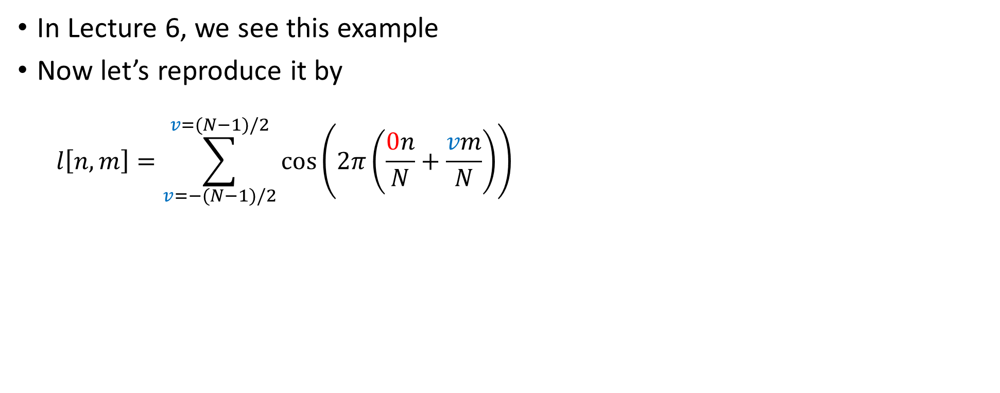 • In Lecture 6, we see this example
• Now let’s reproduce it by
$l[n, m] = \sum_{v=-(N-1)/2}^{v=(N-1)/2} \cos\left(2\pi\left(\frac{0n}{N} + \frac{vm}{N}\right)\right)$